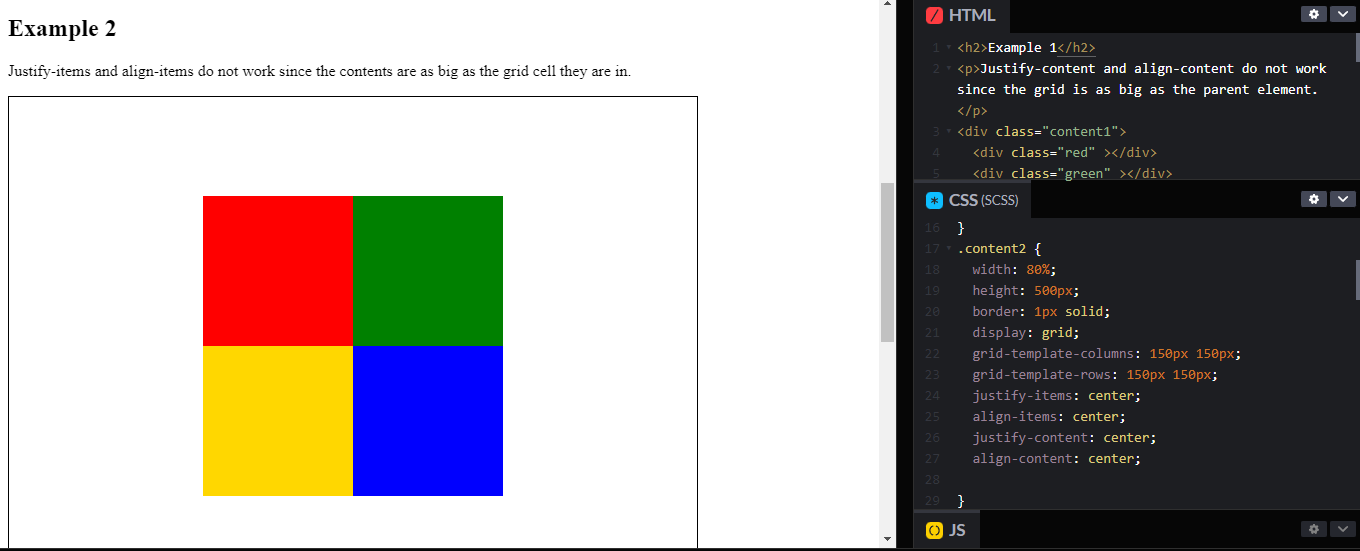 Example 2
Justify-items and align-items do not work since the contents are as big as the grid cell they are in.
HTML
1 <h2>Example 1</h2>
2 <p>Justify-content and align-content do not work
since the grid is as big as the parent element.
</p>
3 <div class="content1">
4 <div class="red" ></div>
5 <div class="green" ></div>
CSS (SCSS)
16 }
17 .content2 {
18 width: 80%;
19 height: 500px;
20 border: 1px solid;
21 display: grid;
22 grid-template-columns: 150px 150px;
23 grid-template-rows: 150px 150px;
24 justify-items: center;
25 align-items: center;
26 justify-content: center;
27 align-content: center;
28
29 }
JS